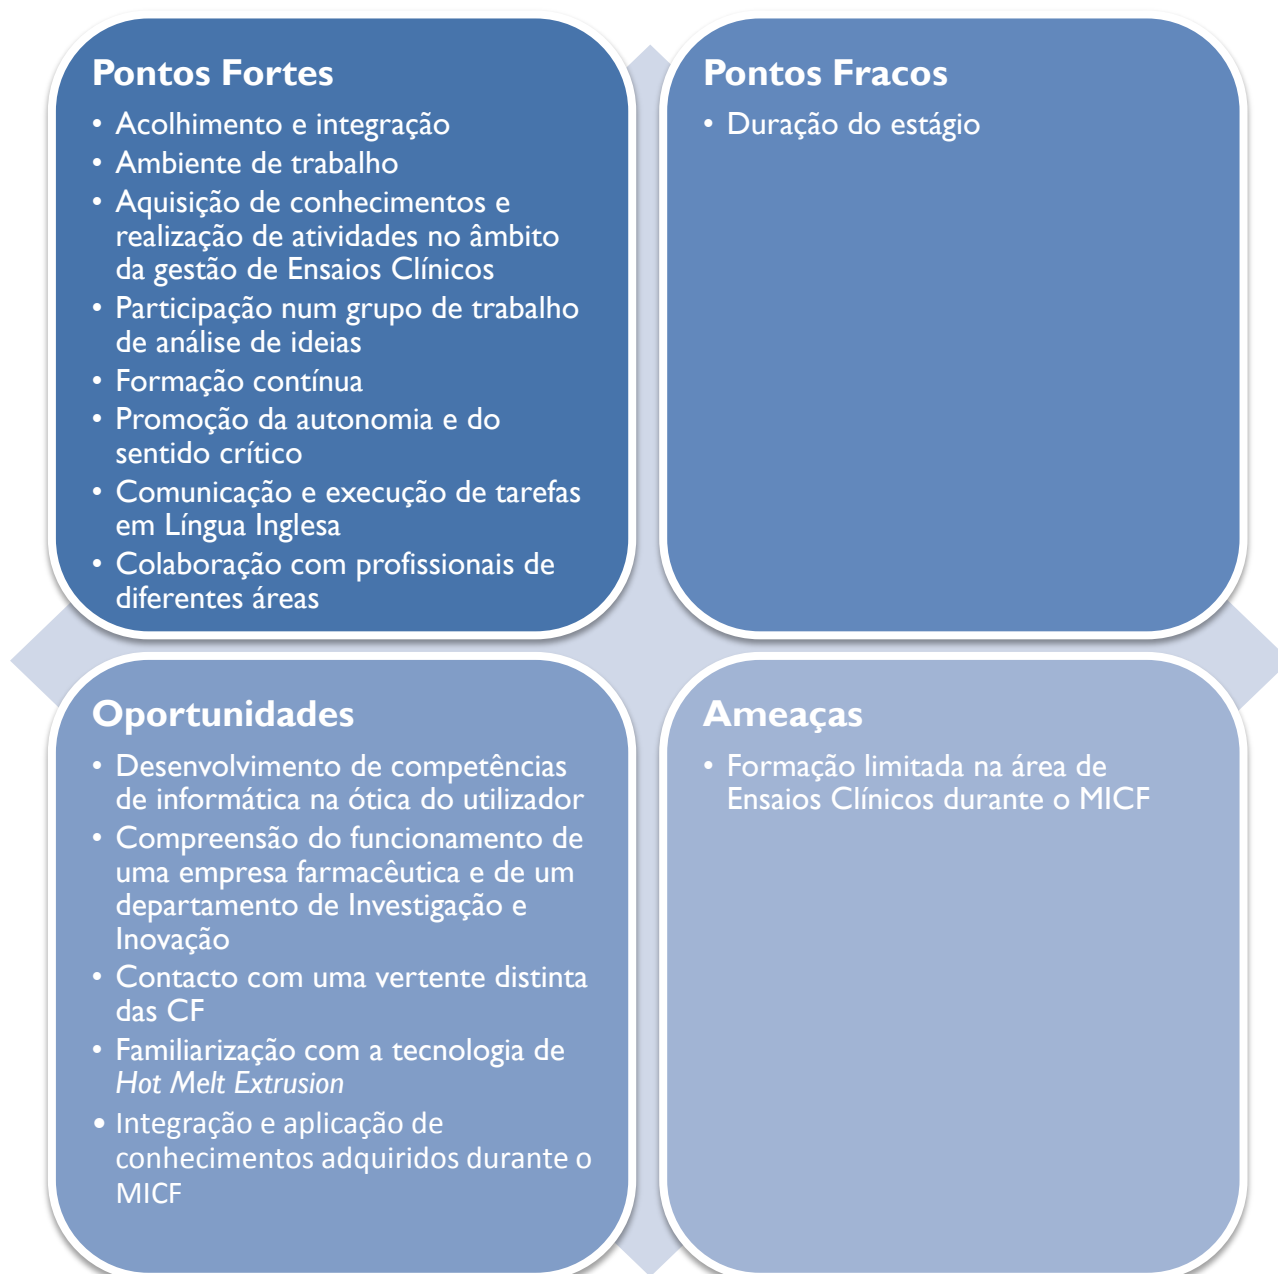 Pontos Fortes
• Acolhimento e integração
• Ambiente de trabalho
• Aquisição de conhecimentos e
realização de atividades no âmbito
da gestão de Ensaios Clínicos
• Participação num grupo de trabalho
de análise de ideias
• Formação contínua
• Promoção da autonomia e do
sentido crítico
• Comunicação e execução de tarefas
em Língua Inglesa
• Colaboração com profissionais de
diferentes áreas
Pontos Fracos
• Duração do estágio
Oportunidades
• Desenvolvimento de competências
de informática na ótica do utilizador
• Compreensão do funcionamento de
uma empresa farmacêutica e de um
departamento de Investigação e
Inovação
• Contacto com uma vertente distinta
das CF
• Familiarização com a tecnologia de
Hot Melt Extrusion
• Integração e aplicação de
conhecimentos adquiridos durante o
MICF
Ameaças
• Formação limitada na área de
Ensaios Clínicos durante o MICF